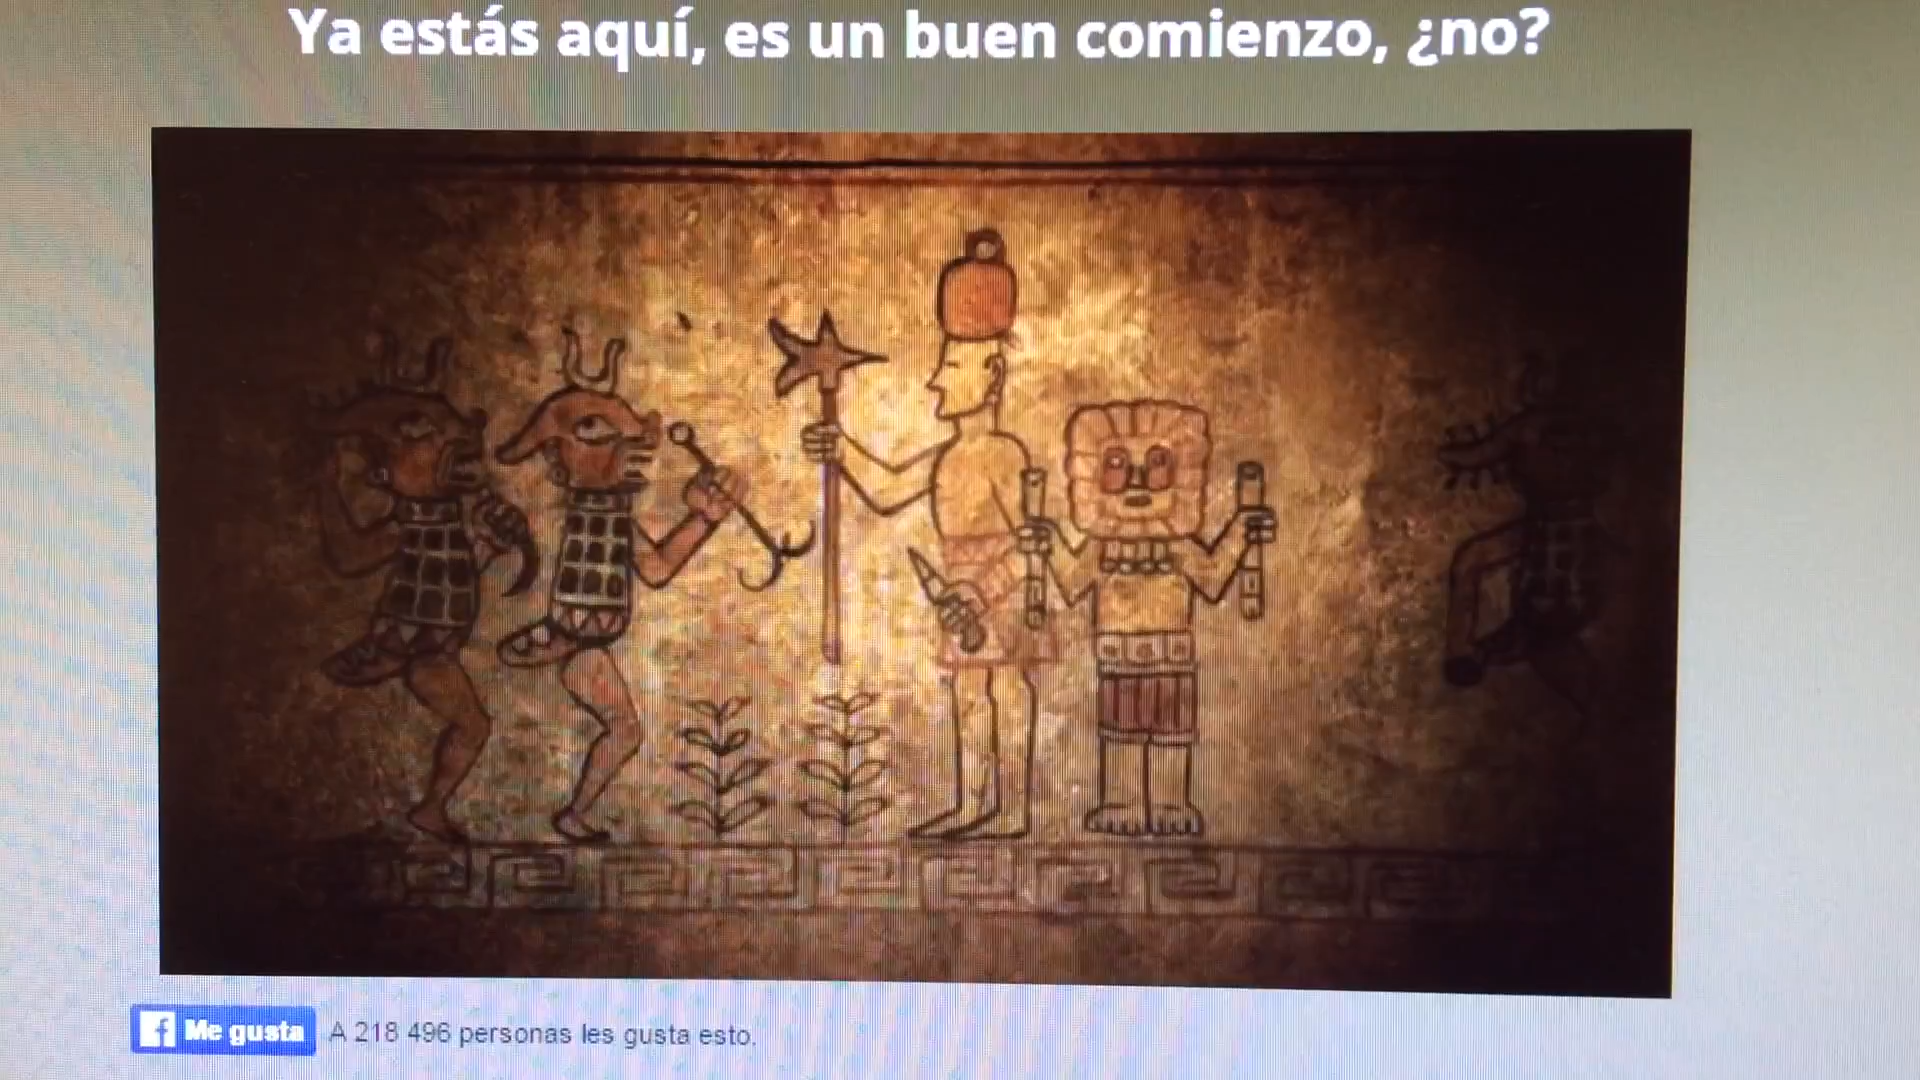 Ya estás aquí, es un buen comienzo, ¿no?
Me gusta
A 218 496 personas les gusta esto.